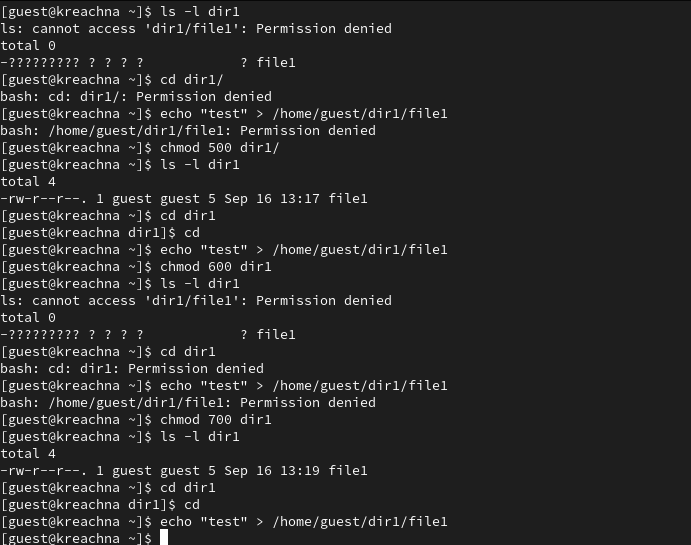 [guest@kreachna ~]$ ls -l dir1
ls: cannot access 'dir1/file1': Permission denied
total 0
-????????? ? ? ? ?            ? file1
[guest@kreachna ~]$ cd dir1/
bash: cd: dir1/: Permission denied
[guest@kreachna ~]$ echo "test" > /home/guest/dir1/file1
bash: /home/guest/dir1/file1: Permission denied
[guest@kreachna ~]$ chmod 500 dir1/
[guest@kreachna ~]$ ls -l dir1
total 4
-rw-r--r--. 1 guest guest 5 Sep 16 13:17 file1
[guest@kreachna ~]$ cd dir1
[guest@kreachna dir1]$ cd
[guest@kreachna ~]$ echo "test" > /home/guest/dir1/file1
[guest@kreachna ~]$ chmod 600 dir1
[guest@kreachna ~]$ ls -l dir1
ls: cannot access 'dir1/file1': Permission denied
total 0
-????????? ? ? ? ?            ? file1
[guest@kreachna ~]$ cd dir1
bash: cd: dir1: Permission denied
[guest@kreachna ~]$ echo "test" > /home/guest/dir1/file1
bash: /home/guest/dir1/file1: Permission denied
[guest@kreachna ~]$ chmod 700 dir1
[guest@kreachna ~]$ ls -l dir1
total 4
-rw-r--r--. 1 guest guest 5 Sep 16 13:19 file1
[guest@kreachna ~]$ cd dir1
[guest@kreachna dir1]$ cd
[guest@kreachna ~]$ echo "test" > /home/guest/dir1/file1
[guest@kreachna ~]$